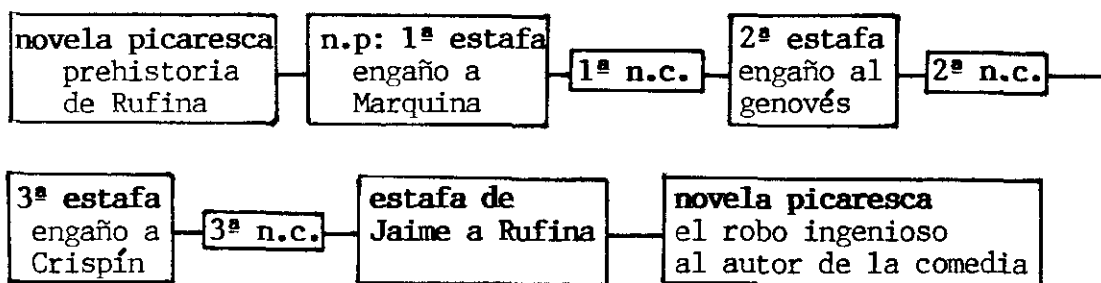 novela picaresca
prehistoria
de Rufina
n.p: 1ª estafa
engaño a
Marquina
1ª n.c.
2ª estafa
engaño al
genovés
2ª n.c.
3ª estafa
engaño a
Crispín
3ª n.c.
estafa de
Jaime a Rufina
novela picaresca
el robo ingenioso
al autor de la comedia